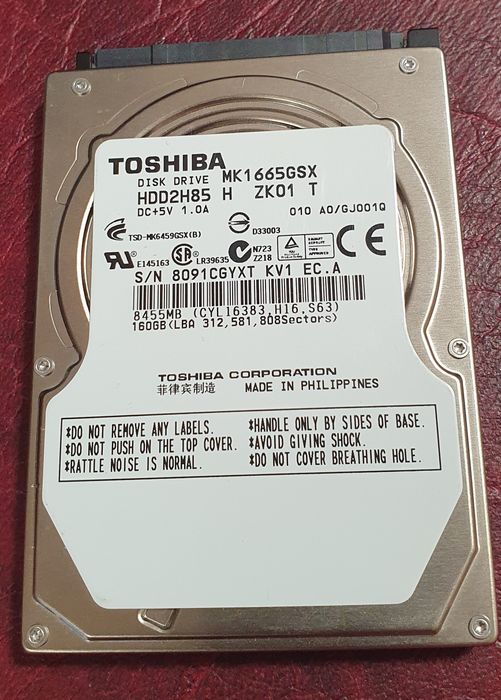 TOSHIBA
DISK DRIVE MK1665GSX
HDD2H85 H ZK01 T
DC+5V 1.0A
010 A0/GJ001Q
TSD-MK6459GSX(B)
D33003
E145163
LR39635
N723
Z218
CE
S/N 8091CGYXT KV1 EC.A
8455MB (CYL16383,H16,S63)
160GB(LBA 312,581,808Sectors)
TOSHIBA CORPORATION
菲律宾制造 MADE IN PHILIPPINES
*DO NOT REMOVE ANY LABELS. *HANDLE ONLY BY SIDES OF BASE.
*DO NOT PUSH ON THE TOP COVER. *AVOID GIVING SHOCK.
*RATTLE NOISE IS NORMAL. *DO NOT COVER BREATHING HOLE.